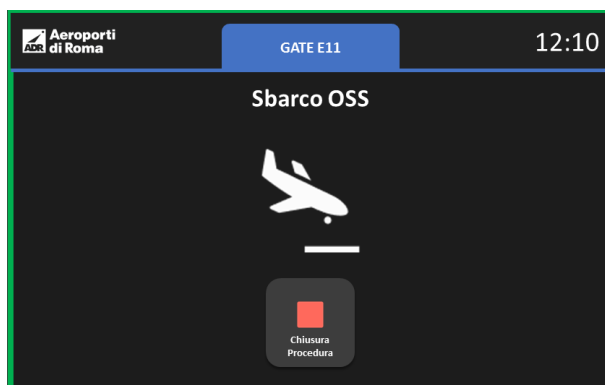 ADR Aeroporti
di Roma
GATE E11
12:10
Sbarco OSS
Chiusura
Procedura